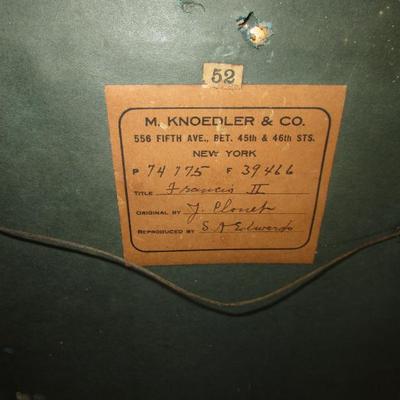 52
M. KNOEDLER & CO.
556 FIFTH AVE., BET. 45th & 46th STS.
NEW YORK
P 74775 F 39466
TITLE Francis II
ORIGINAL BY J. Clouet
REPRODUCED BY S A Edwards